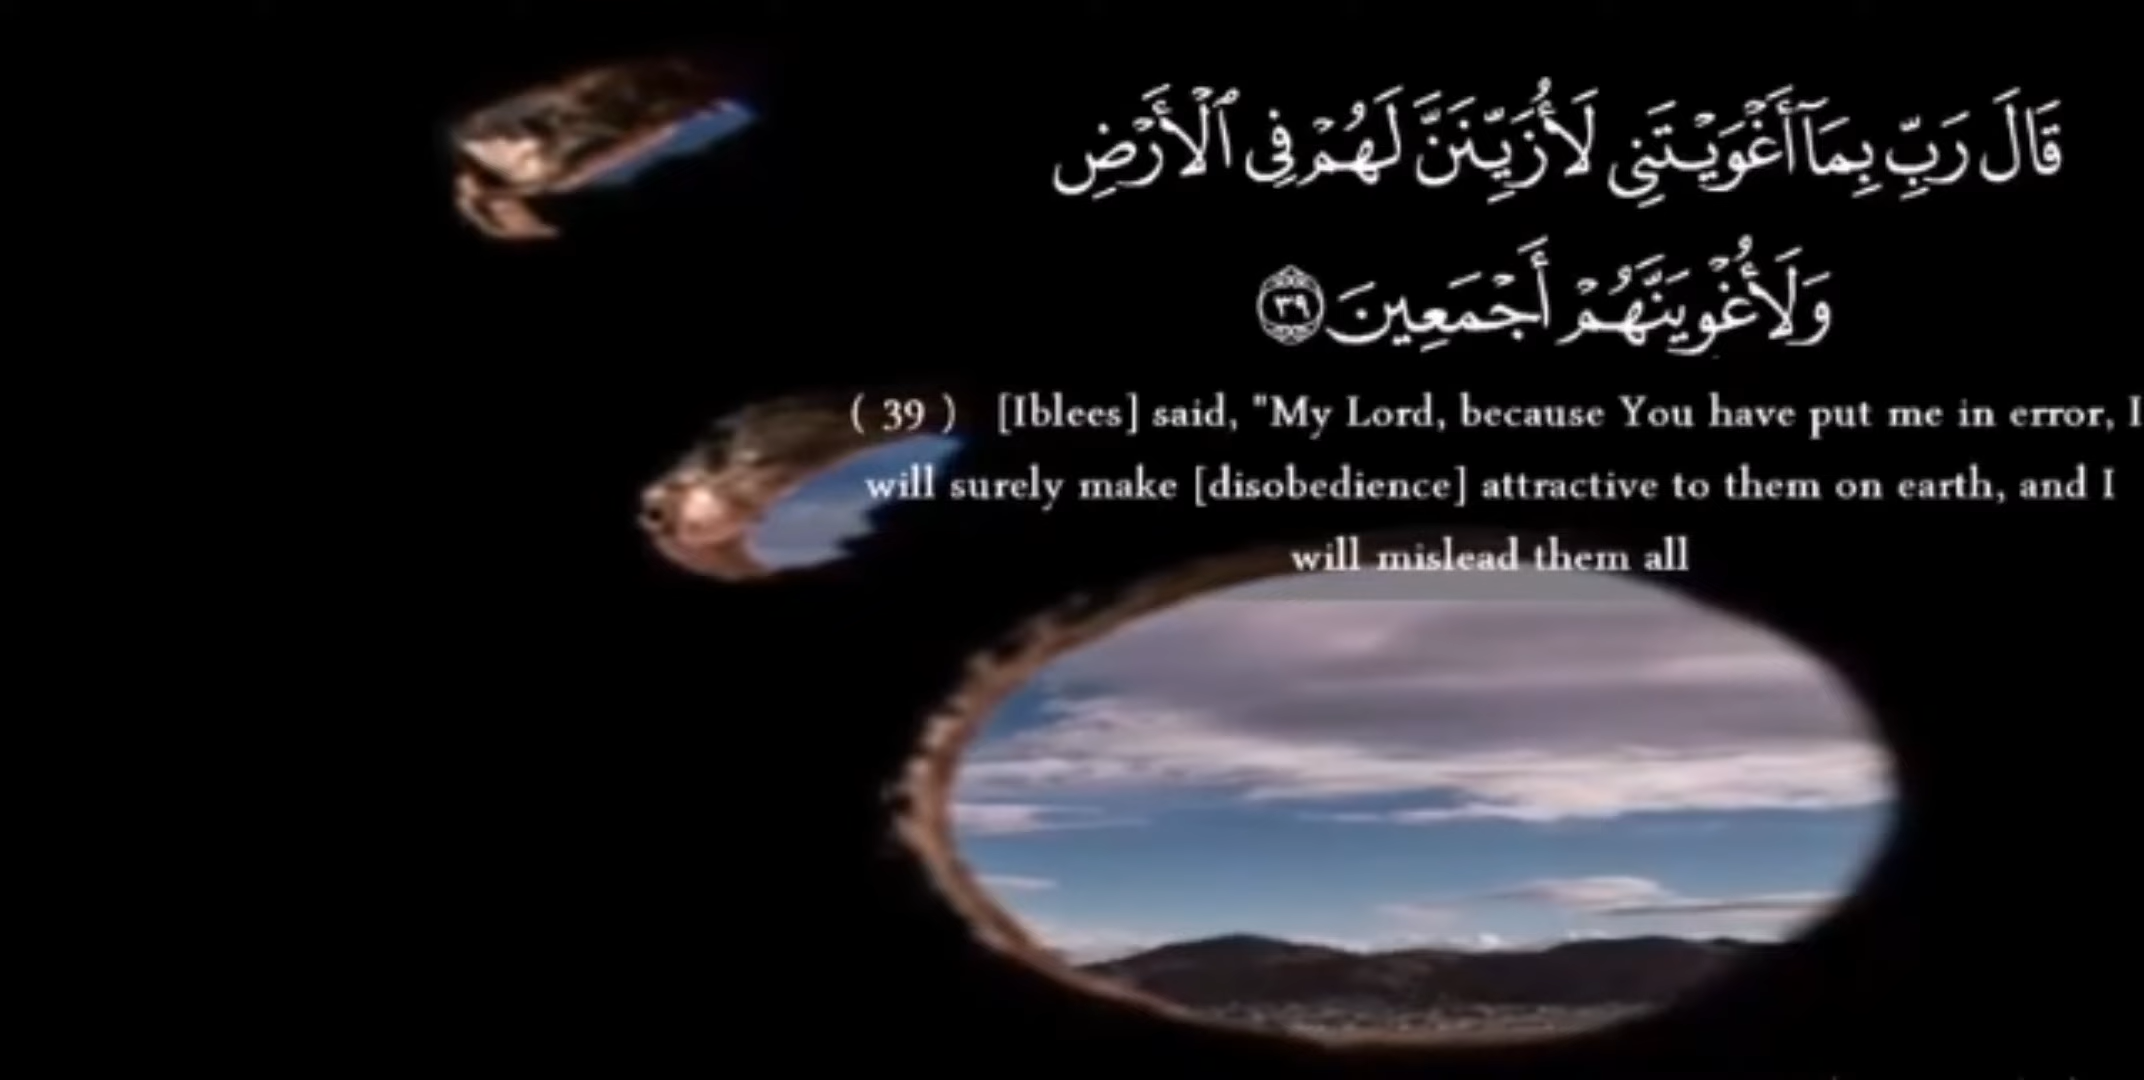 قَالَ رَبِّ بِمَآ أَغْوَيْتَنِى لَأُزَيِّنَنَّ لَهُمْ فِى ٱلْأَرْضِ
وَلَأُغْوِيَنَّهُمْ أَجْمَعِينَ ٣٩
( 39 ) [Iblees] said, "My Lord, because You have put me in error, I
will surely make [disobedience] attractive to them on earth, and I
will mislead them all